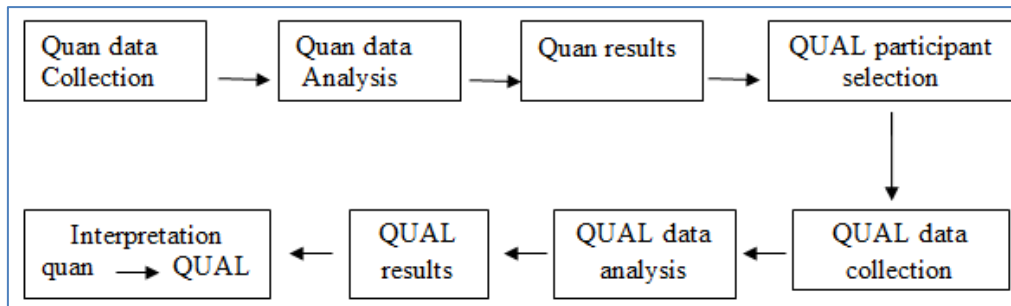 Quan data
Collection
Quan data
Analysis
Quan results
QUAL participant
selection
QUAL data
collection
QUAL data
analysis
QUAL
results
Interpretation
quan → QUAL